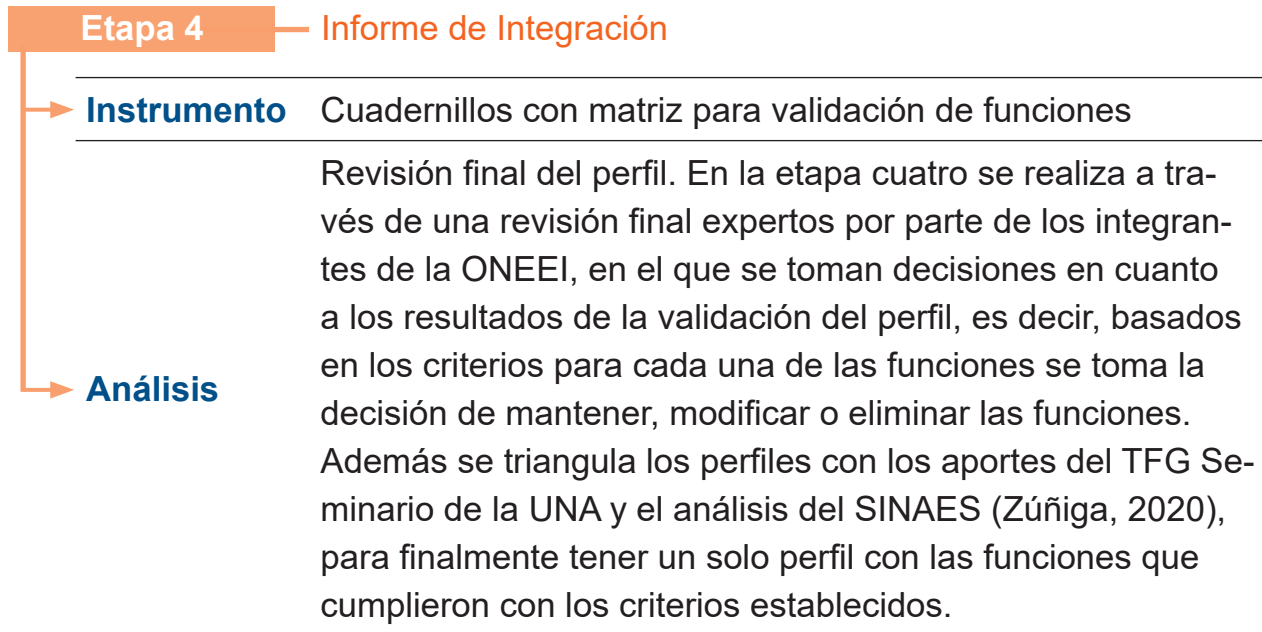 Etapa 4 Informe de Integración
Instrumento Cuadernillos con matriz para validación de funciones
Revisión final del perfil. En la etapa cuatro se realiza a tra-
vés de una revisión final expertos por parte de los integran-
tes de la ONEEI, en el que se toman decisiones en cuanto
a los resultados de la validación del perfil, es decir, basados
en los criterios para cada una de las funciones se toma la
Análisis
decisión de mantener, modificar o eliminar las funciones.
Además se triangula los perfiles con los aportes del TFG Se-
minario de la UNA y el análisis del SINAES (Zúñiga, 2020),
para finalmente tener un solo perfil con las funciones que
cumplieron con los criterios establecidos.